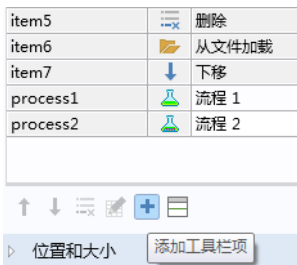 item5 删除
item6 从文件加载
item7 下移
process1 流程 1
process2 流程 2
位置和大小 添加工具栏项